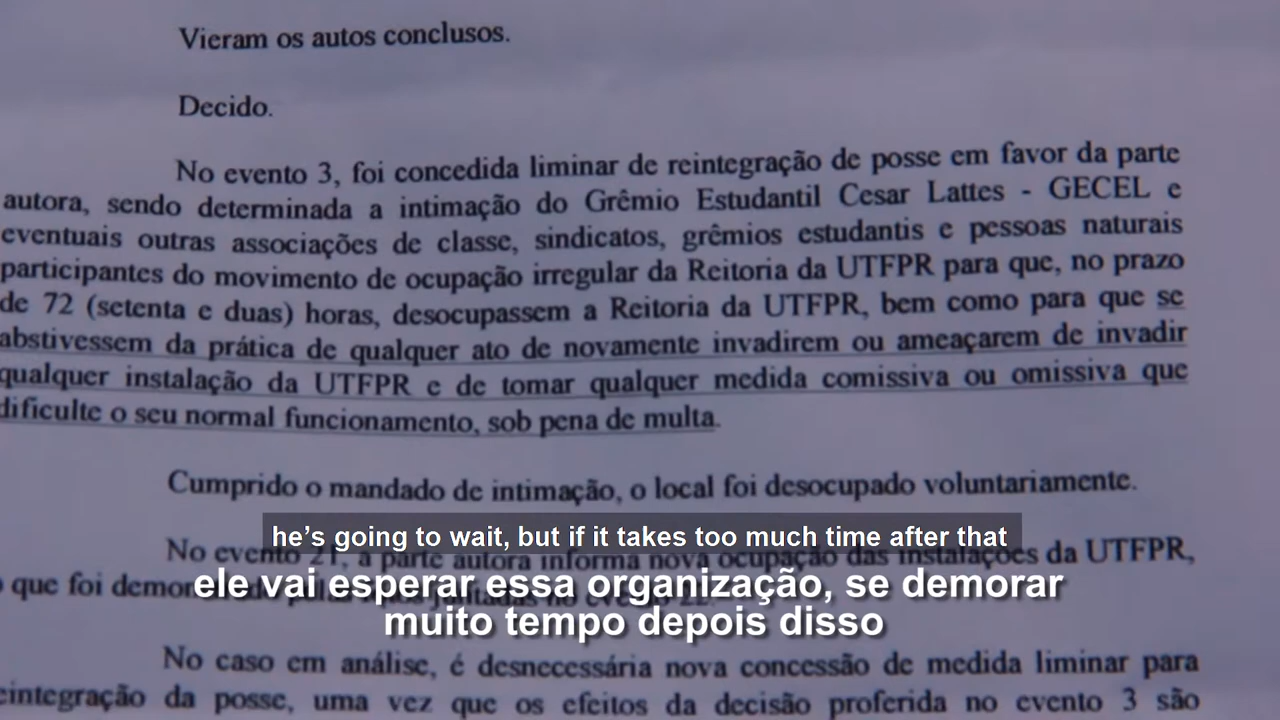 Vieram os autos conclusos.
Decido.
No evento 3, foi concedida liminar de reintegração de posse em favor da parte
autora, sendo determinada a intimação do Grêmio Estudantil Cesar Lattes - GECEL e
eventuais outras associações de classe, sindicatos, grêmios estudantis e pessoas naturais
participantes do movimento de ocupação irregular da Reitoria da UTFPR para que, no prazo
de 72 (setenta e duas) horas, desocupassem a Reitoria da UTFPR, bem como para que se
abstivessem da prática de qualquer ato de novamente invadirem ou ameaçarem de invadir
qualquer instalação da UTFPR e de tomar qualquer medida comissiva ou omissiva que
dificulte o seu normal funcionamento, sob pena de multa.
Cumprido o mandado de intimação, o local foi desocupado voluntariamente.
he's going to wait, but if it takes too much time after that
No evento 21, a parte autora informa nova ocupação das instalações da UTFPR,
o que foi
ele vai esperar essa organização, se demorar
muito tempo depois disso
No caso em análise, é desnecessária nova concessão de medida liminar para
reintegração da posse, uma vez que os efeitos da decisão proferida no evento 3 são